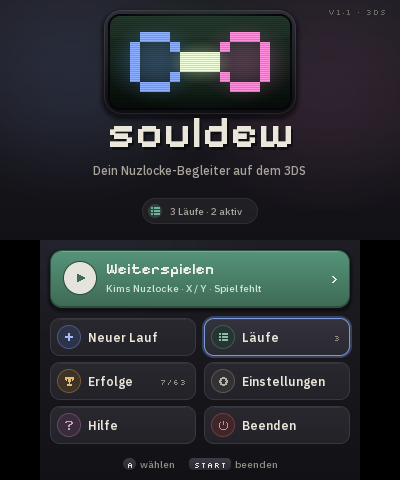 V1.1 · 3DS
souldew
Dein Nuzlocke-Begleiter auf dem 3DS
3 Läufe · 2 aktiv
Weiterspielen
Kims Nuzlocke · X / Y · Spiel fehlt
Neuer Lauf
Läufe 3
Erfolge 7/63
Einstellungen
Hilfe
Beenden
A wählen START beenden